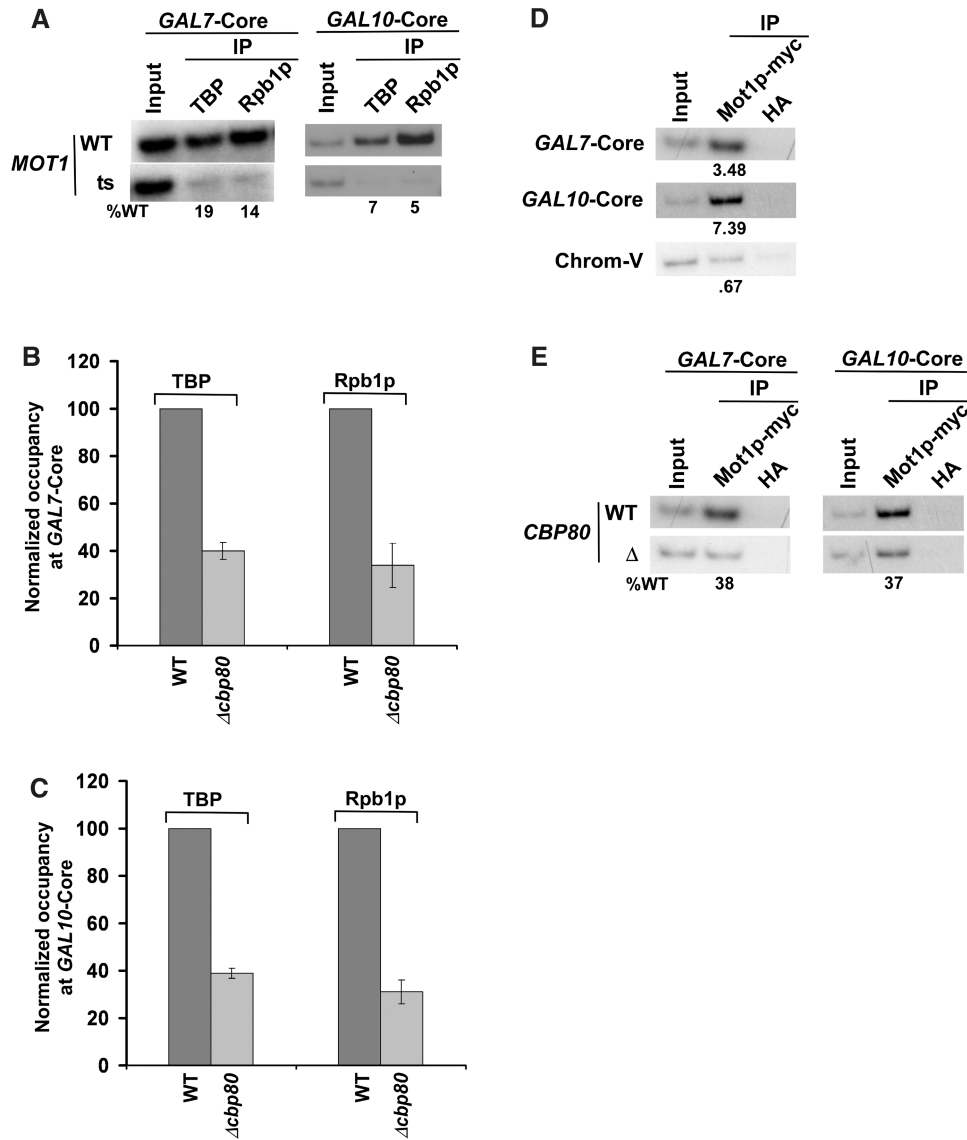 A
GAL7-Core
GAL10-Core
IP
IP
Input
TBP
Rpb1p
Input
TBP
Rpb1p
MOT1
WT
ts
%WT
19
14
7
5
D
IP
Input
Mot1p-myc
HA
GAL7-Core
3.48
GAL10-Core
7.39
Chrom-V
.67
B
Normalized occupancy
at GAL7-Core
120
100
80
60
40
20
0
TBP
Rpb1p
WT
Δcbp80
WT
Δcbp80
E
GAL7-Core
GAL10-Core
IP
IP
Input
Mot1p-myc
HA
Input
Mot1p-myc
HA
CBP80
WT
Δ
%WT
38
37
C
Normalized occupancy
at GAL10-Core
120
100
80
60
40
20
0
TBP
Rpb1p
WT
Δcbp80
WT
Δcbp80